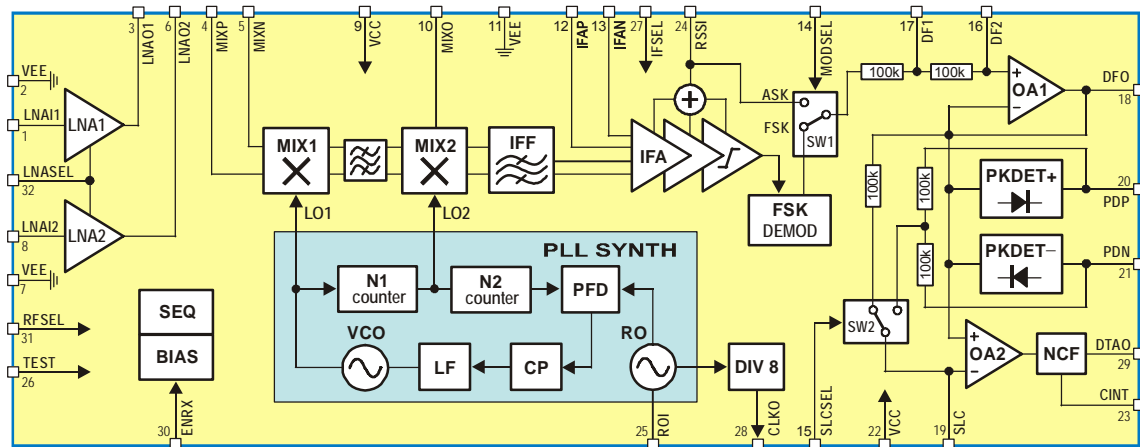 3 LNAO1
6 LNAO2
4 MIXP
5 MIXN
9 VCC
10 MIXO
11 VEE
12 IFAP
13 IFAN
27 IFSEL
24 RSSI
14 MODSEL
17 DF1
16 DF2
VEE
2
LNAI1
1
LNASEL
32
LNAI2
8
VEE
7
RFSEL
31
TEST
26
LNA1
LNA2
MIX1
MIX2
IFF
IFA
ASK
FSK
SW1
100k
100k
OA1
DFO
18
FSK
DEMOD
100k
100k
100k
PKDET+
20
PDP
PKDET−
PDN
21
LO1
LO2
PLL SYNTH
N1
counter
N2
counter
PFD
VCO
LF
CP
RO
DIV 8
SEQ
BIAS
SW2
OA2
NCF
DTAO
29
CINT
23
30 ENRX
25 ROI
28 CLKO
15 SLCSEL
22 VCC
19 SLC